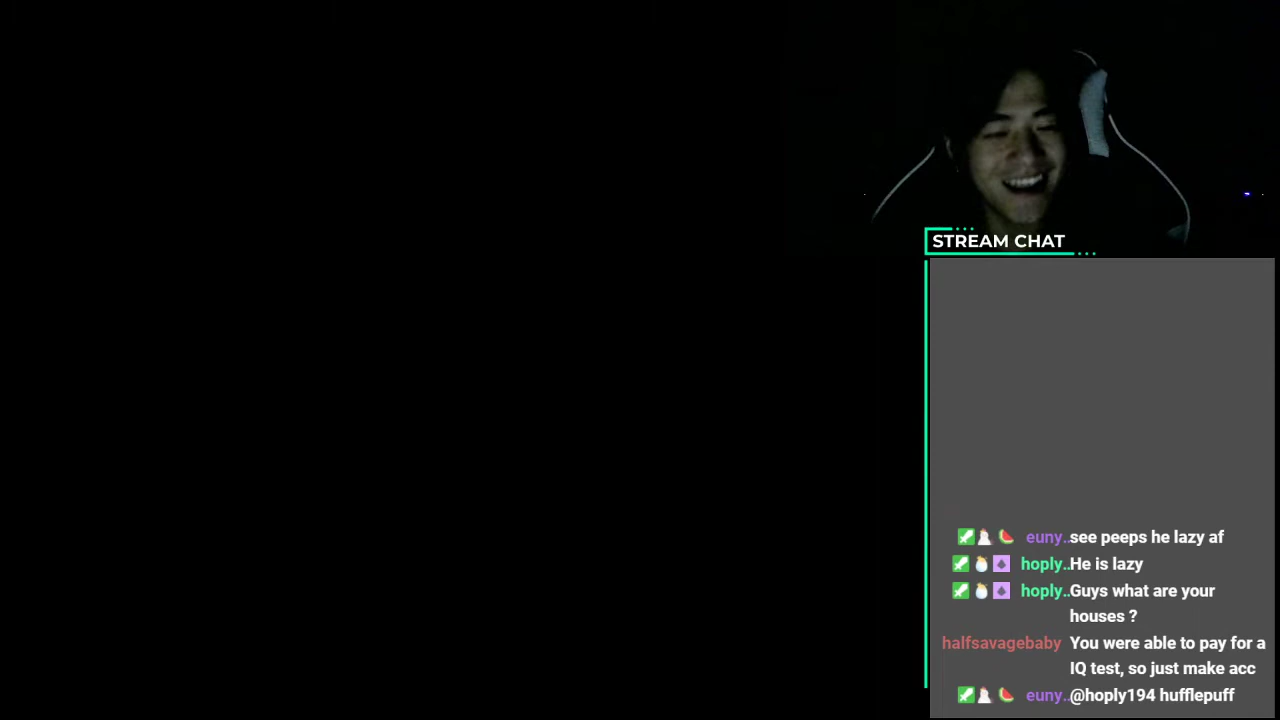 STREAM CHAT
euny.. see peeps he lazy af
hoply.. He is lazy
hoply.. Guys what are your
houses ?
halfsavagebaby You were able to pay for a
IQ test, so just make acc
euny.. @hoply194 hufflepuff